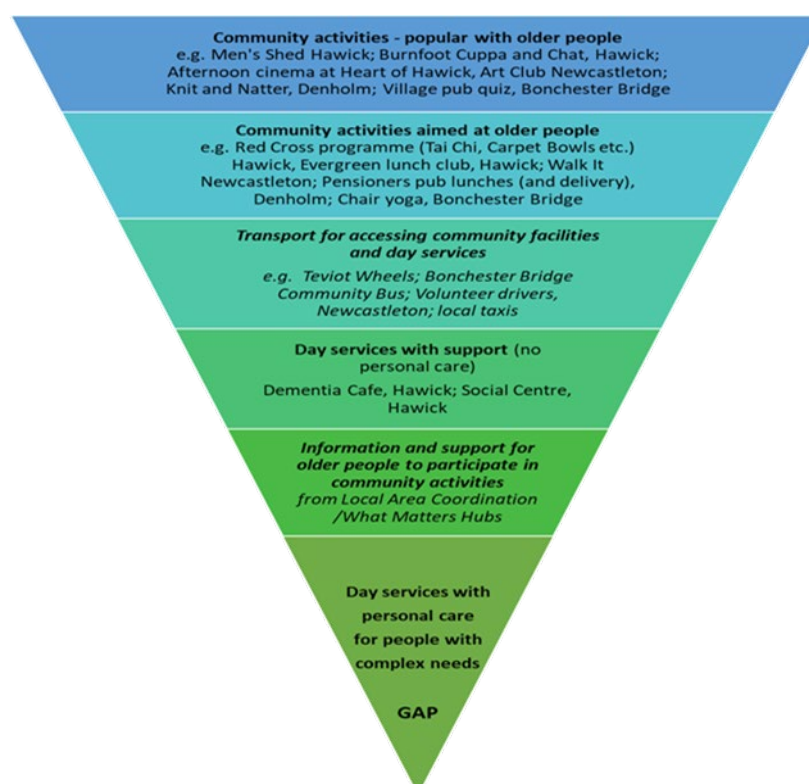 Community activities - popular with older people
e.g. Men's Shed Hawick; Burnfoot Cuppa and Chat, Hawick;
Afternoon cinema at Heart of Hawick, Art Club Newcastleton;
Knit and Natter, Denholm; Village pub quiz, Bonchester Bridge
Community activities aimed at older people
e.g. Red Cross programme (Tai Chi, Carpet Bowls etc.)
Hawick, Evergreen lunch club, Hawick; Walk It
Newcastleton; Pensioners pub lunches (and delivery),
Denholm; Chair yoga, Bonchester Bridge
Transport for accessing community facilities
and day services
e.g. Teviot Wheels; Bonchester Bridge
Community Bus; Volunteer drivers,
Newcastleton; local taxis
Day services with support (no
personal care)
Dementia Cafe, Hawick; Social Centre,
Hawick
Information and support for
older people to participate in
community activities
from Local Area Coordination
/What Matters Hubs
Day services with
personal care
for people with
complex needs
GAP